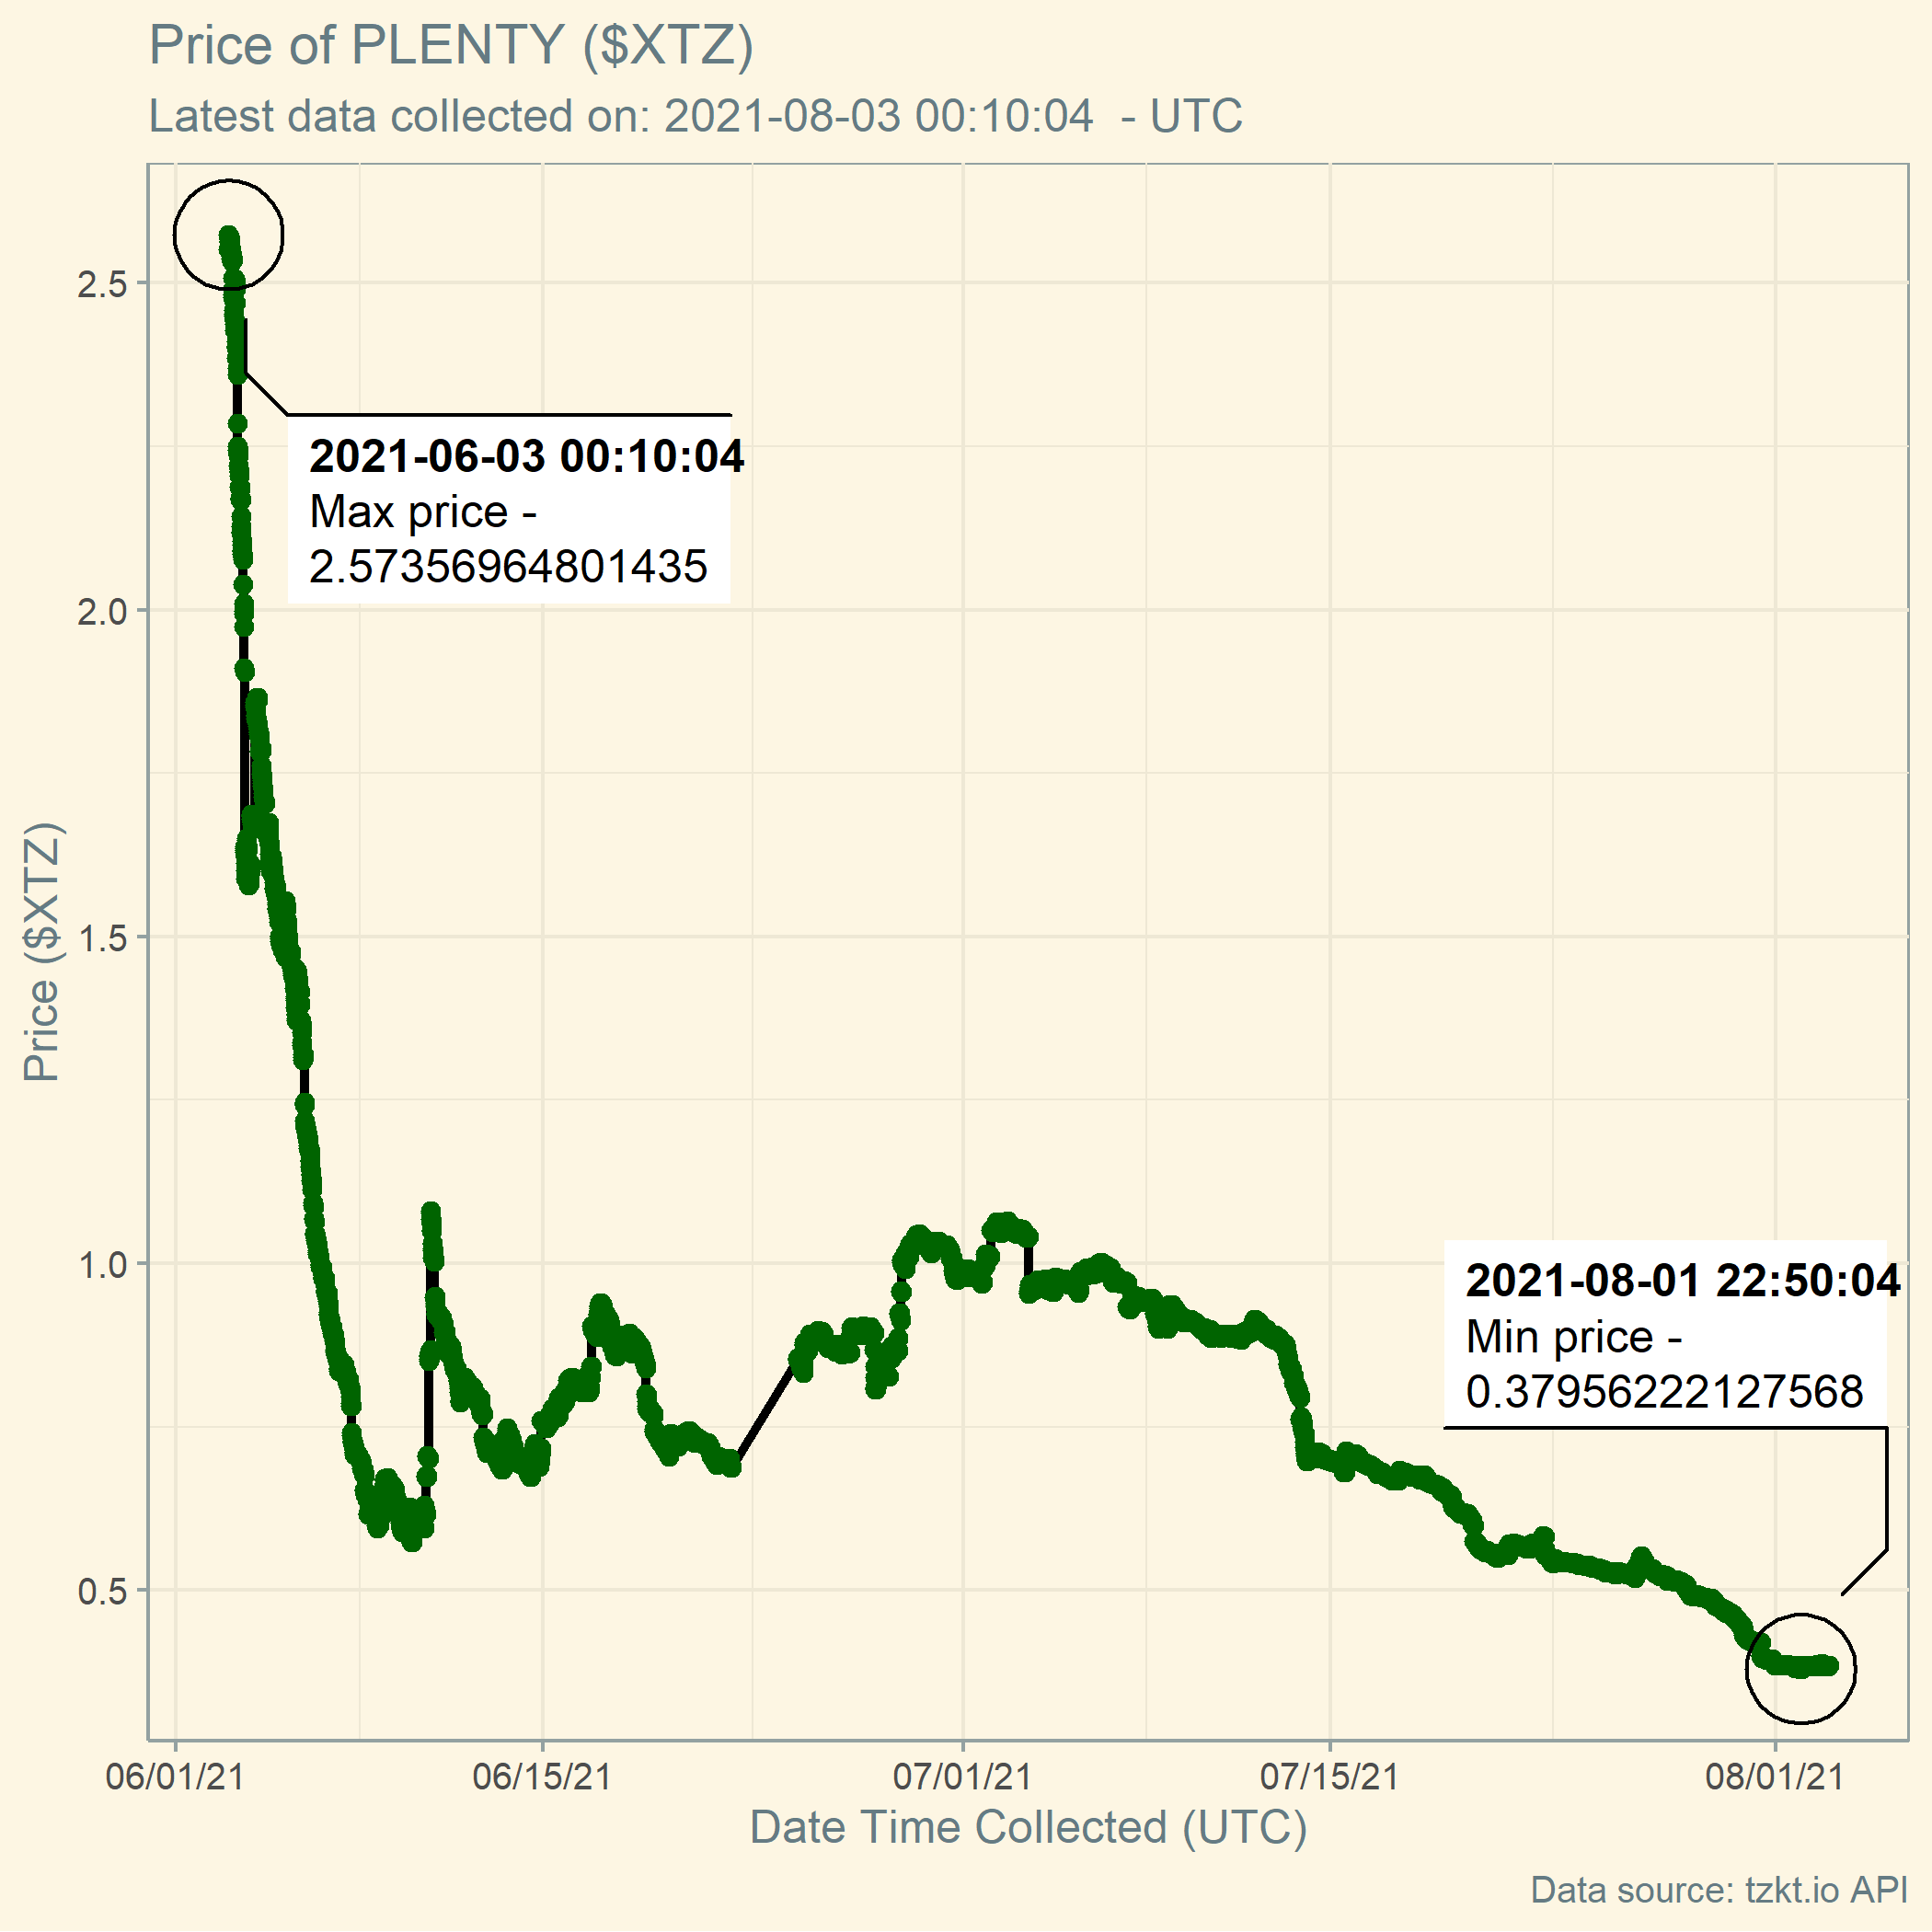 Price of PLENTY ($XTZ)
Latest data collected on: 2021-08-03 00:10:04  - UTC
Price ($XTZ)
2.5
2.0
1.5
1.0
0.5
2021-06-03 00:10:04
Max price -
2.57356964801435
2021-08-01 22:50:04
Min price -
0.37956222127568
06/01/21
06/15/21
07/01/21
07/15/21
08/01/21
Date Time Collected (UTC)
Data source: tzkt.io API